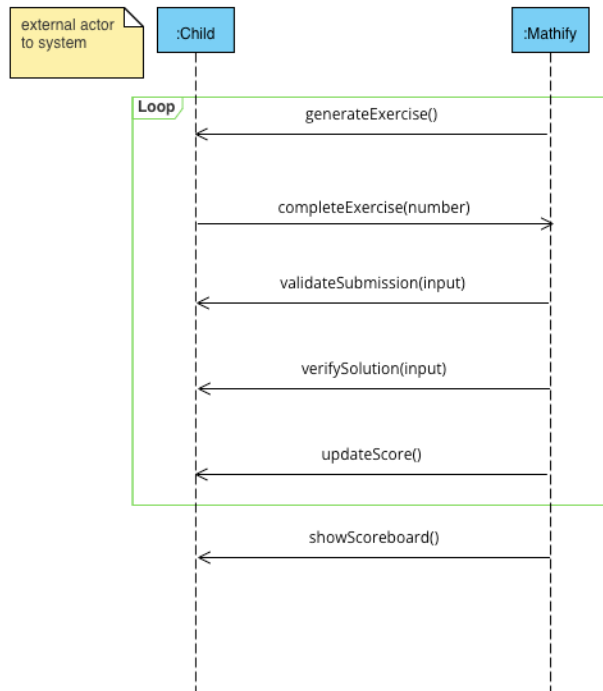 external actor
to system
:Child
:Mathify
Loop
generateExercise()
completeExercise(number)
validateSubmission(input)
verifySolution(input)
updateScore()
showScoreboard()